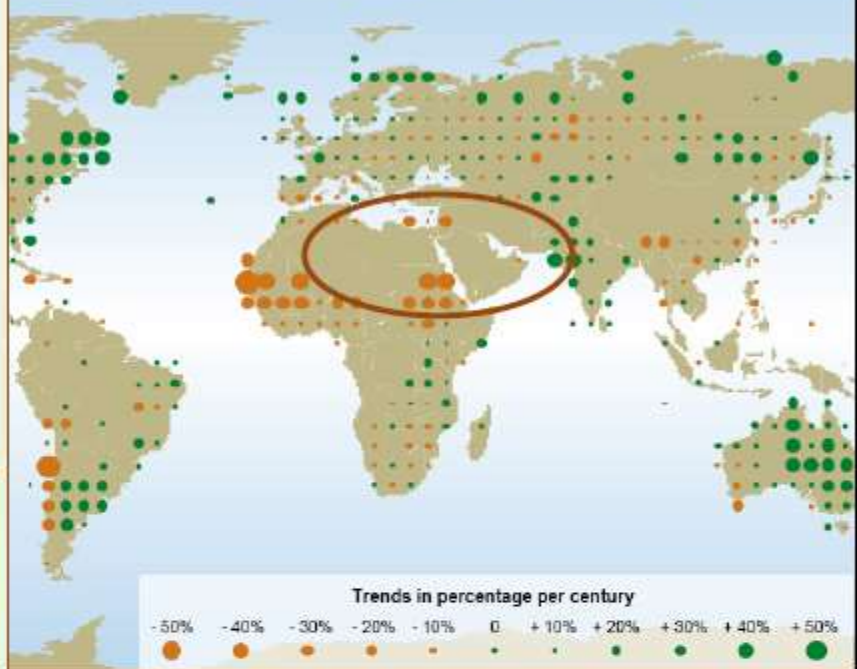 Trends in percentage per century
- 50% - 40% - 30% - 20% - 10% 0 + 10% + 20% + 30% + 40% + 50%